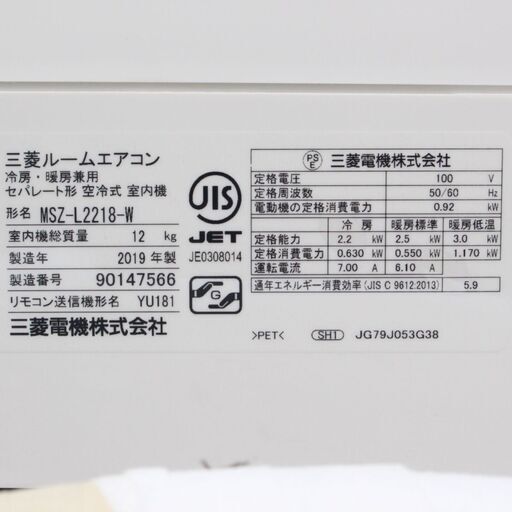 三菱ルームエアコン
冷房・暖房兼用
セパレート形 空冷式 室内機
形名 MSZ-L2218-W
室内機総質量 12 kg
製造年 2019 年製
製造番号 90147566
リモコン送信機形名 YU181
三菱電機株式会社
JIS
JET
JE0308014
PSE 三菱電機株式会社
定格電圧 100 V
定格周波数 50/60 Hz
電動機の定格消費電力 0.92 kW
冷房 暖房標準 暖房低温
定格能力 2.2 kW 2.5 kW 3.0 kW
定格消費電力 0.630 kW 0.550 kW 1.170 kW
運転電流 7.00 A 6.10 A
通年エネルギー消費効率(JIS C 9612:2013) 5.9
>PET< SH1 JG79J053G38